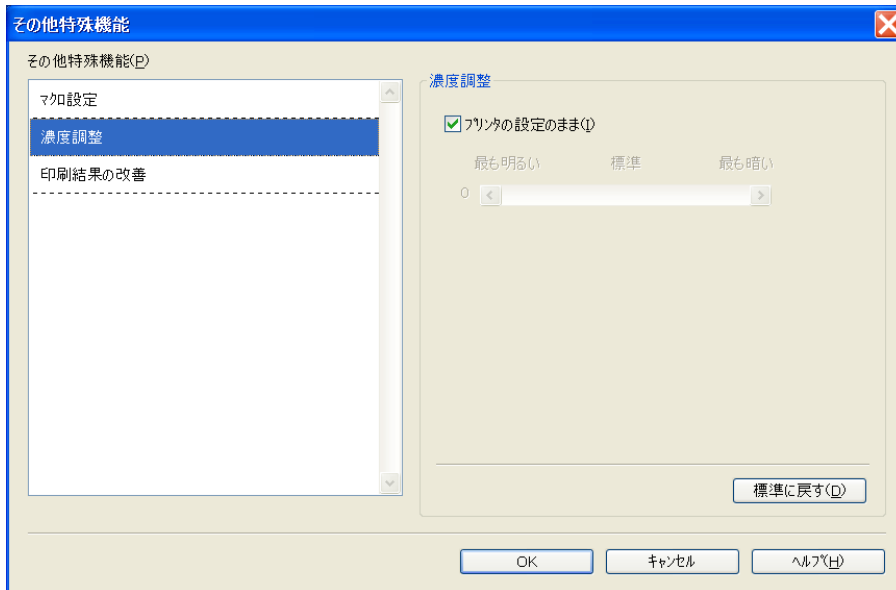 その他特殊機能
その他特殊機能(P)
マクロ設定
濃度調整
印刷結果の改善
濃度調整
プリンタの設定のまま(I)
最も明るい 標準 最も暗い
0
標準に戻す(D)
OK キャンセル ヘルプ(H)